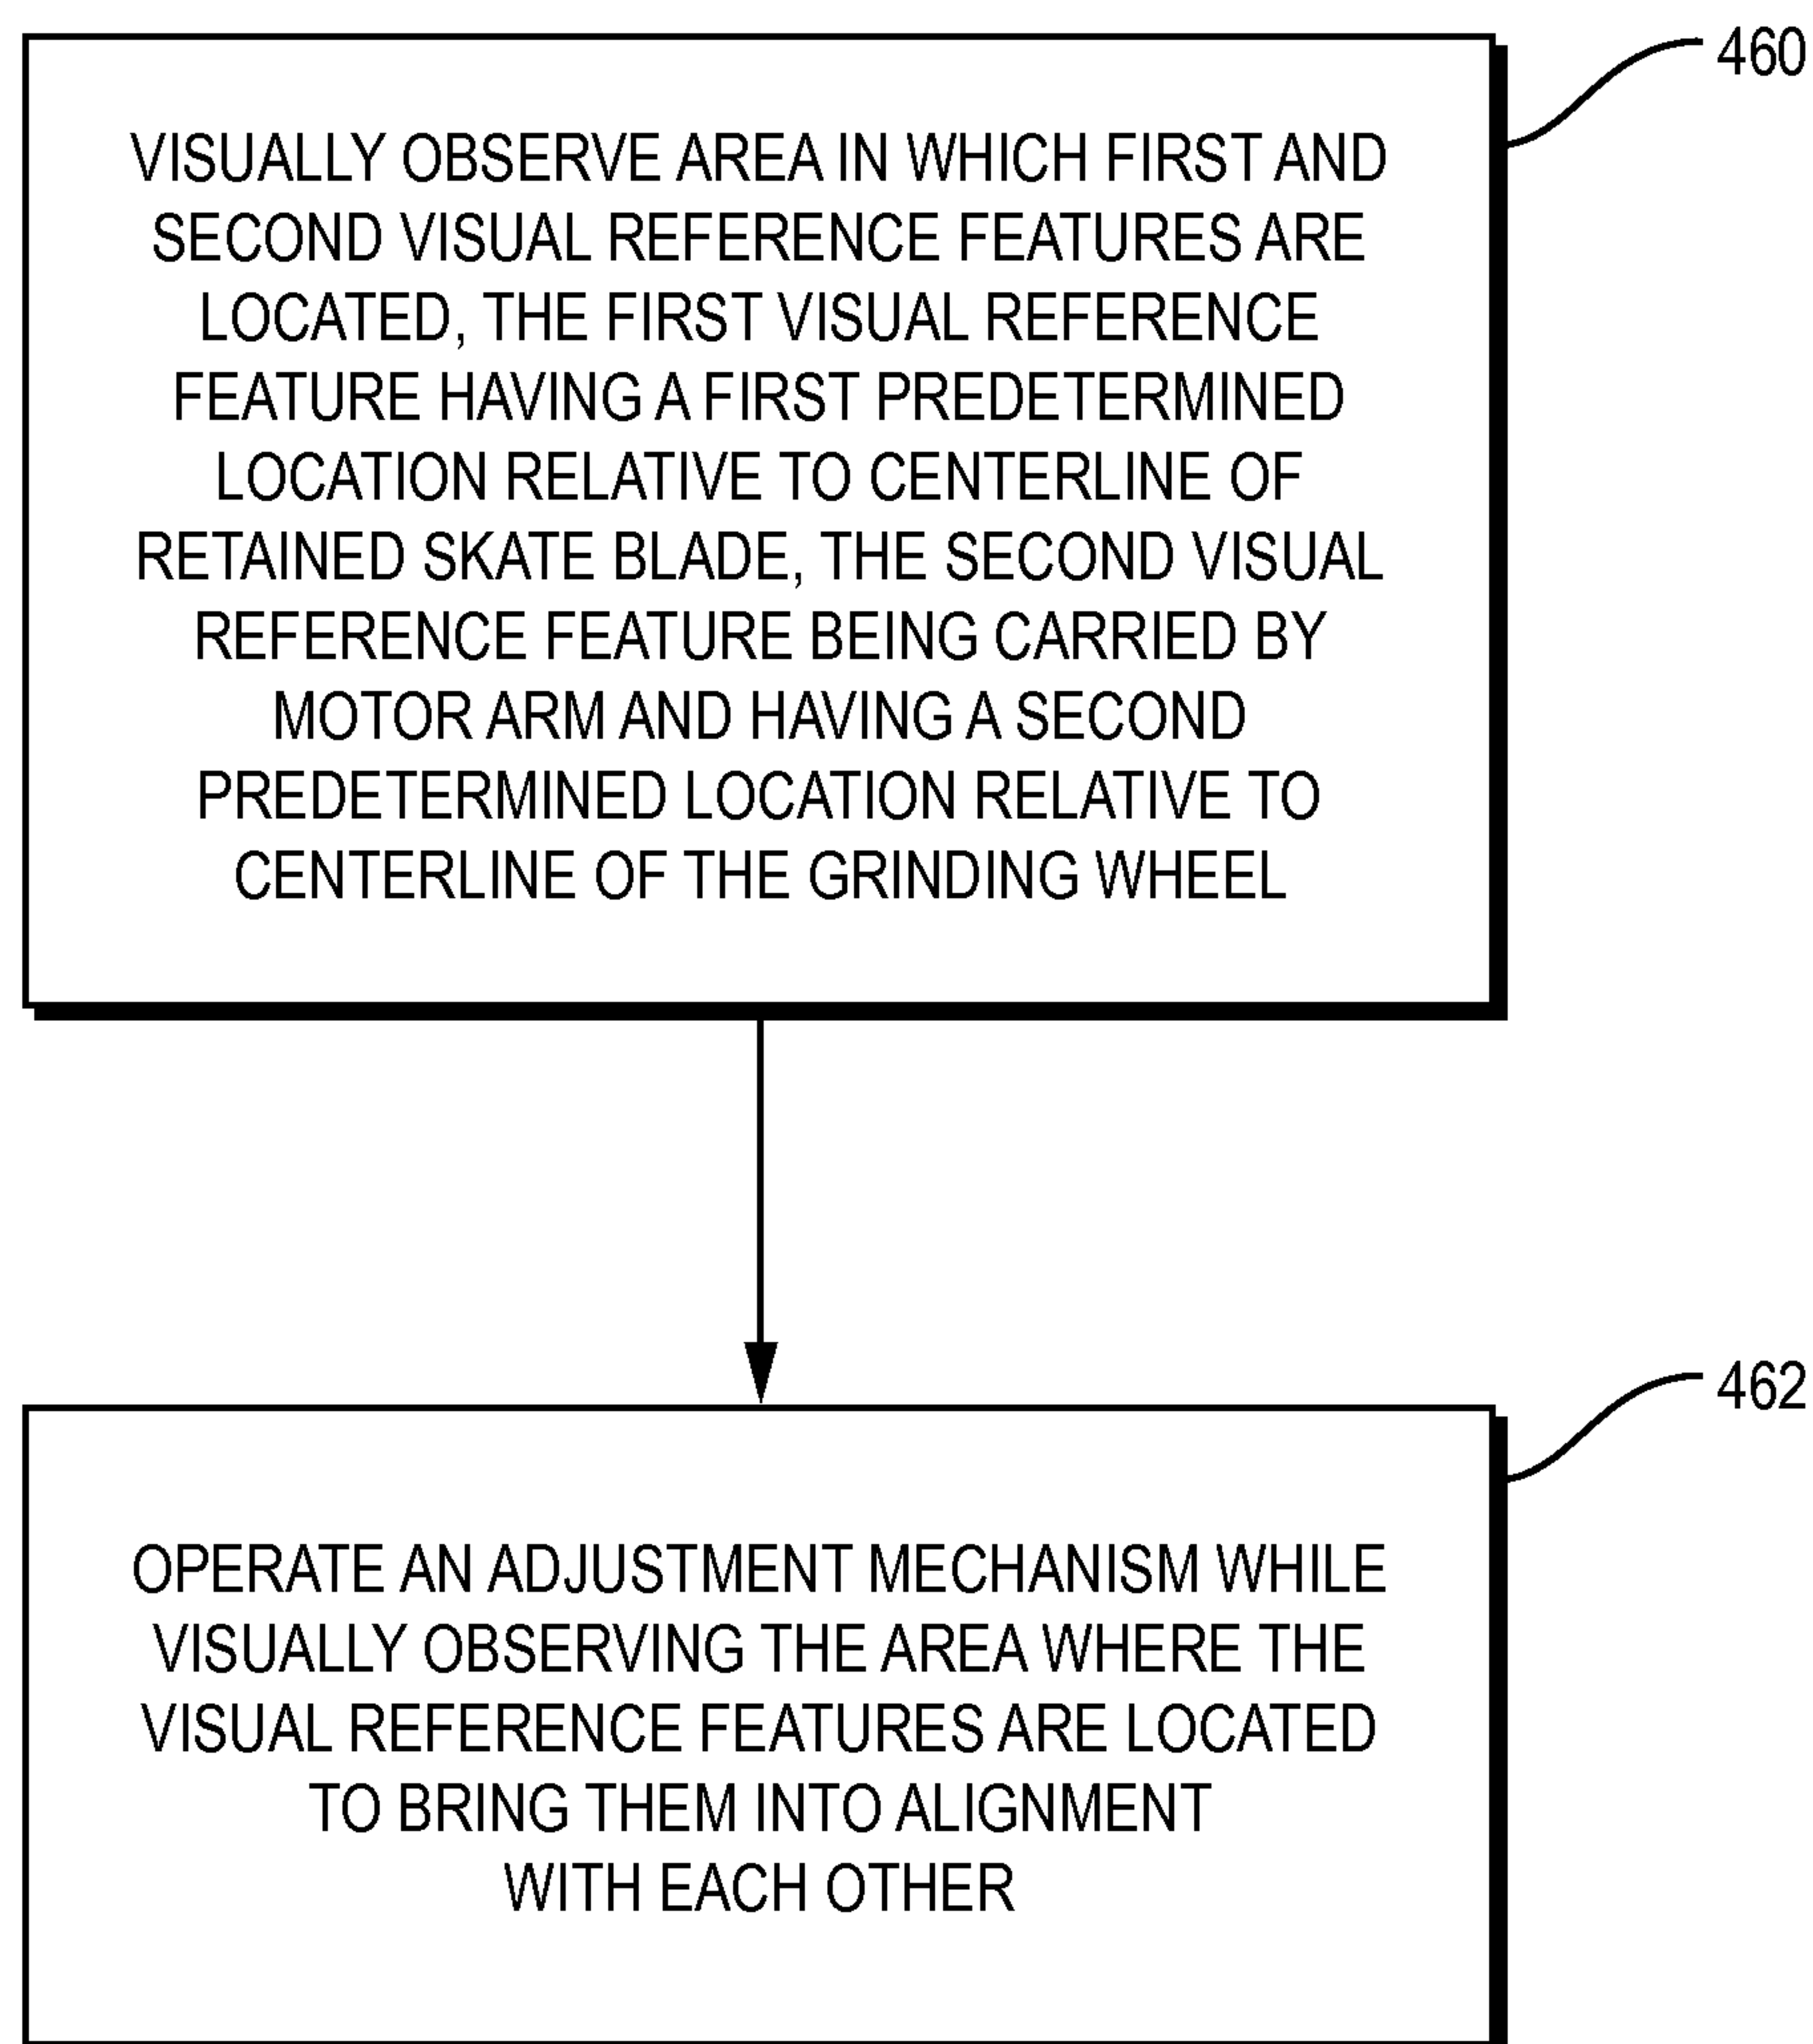 460
VISUALLY OBSERVE AREA IN WHICH FIRST AND
SECOND VISUAL REFERENCE FEATURES ARE
LOCATED, THE FIRST VISUAL REFERENCE
FEATURE HAVING A FIRST PREDETERMINED
LOCATION RELATIVE TO CENTERLINE OF
RETAINED SKATE BLADE, THE SECOND VISUAL
REFERENCE FEATURE BEING CARRIED BY
MOTOR ARM AND HAVING A SECOND
PREDETERMINED LOCATION RELATIVE TO
CENTERLINE OF THE GRINDING WHEEL
462
OPERATE AN ADJUSTMENT MECHANISM WHILE
VISUALLY OBSERVING THE AREA WHERE THE
VISUAL REFERENCE FEATURES ARE LOCATED
TO BRING THEM INTO ALIGNMENT
WITH EACH OTHER